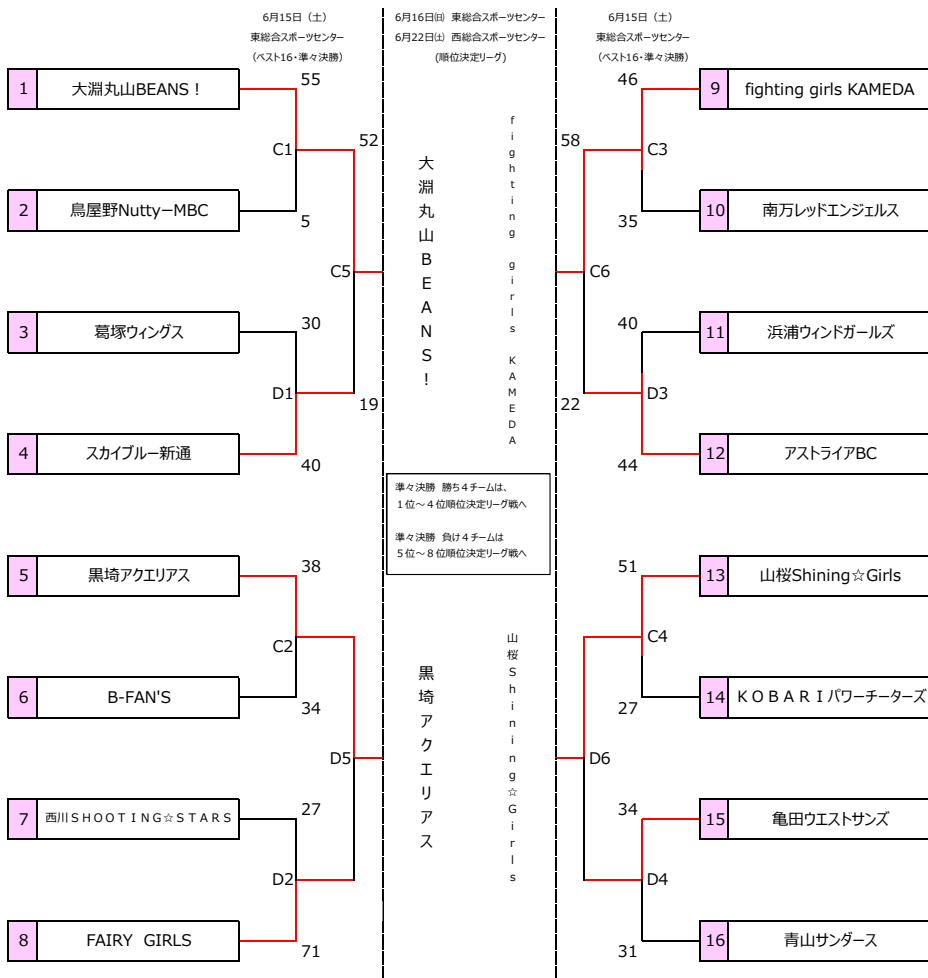 6月15日（土）
東総合スポーツセンター
（ベスト16・準々決勝）
6月16日㈰ 東総合スポーツセンター
6月22日㈯ 西総合スポーツセンター
(順位決定リーグ)
6月15日（土）
東総合スポーツセンター
（ベスト16・準々決勝）
1 大淵丸山BEANS！
55
C1
2 鳥屋野Nutty－MBC
5
52
C5
3 葛塚ウィングス
30
D1
19
4 スカイブルー新通
40
5 黒埼アクエリアス
38
C2
6 B-FAN'S
34
D5
7 西川ＳＨＯＯＴＩＮＧ☆ＳＴＡＲＳ
27
D2
8 FAIRY GIRLS
71
大淵丸山BEANS！
fighting girls KAMEDA
準々決勝 勝ち４チームは、
１位～４位順位決定リーグ戦へ
準々決勝 負け４チームは
５位～８位順位決定リーグ戦へ
黒埼アクエリアス
山桜Shining☆Girls
46
9 fighting girls KAMEDA
58
C3
35
10 南万レッドエンジェルス
C6
40
11 浜浦ウィンドガールズ
22
D3
44
12 アストライアBC
51
13 山桜Shining☆Girls
C4
27
14 ＫＯＢＡＲＩパワーチーターズ
D6
34
15 亀田ウエストサンズ
D4
31
16 青山サンダース